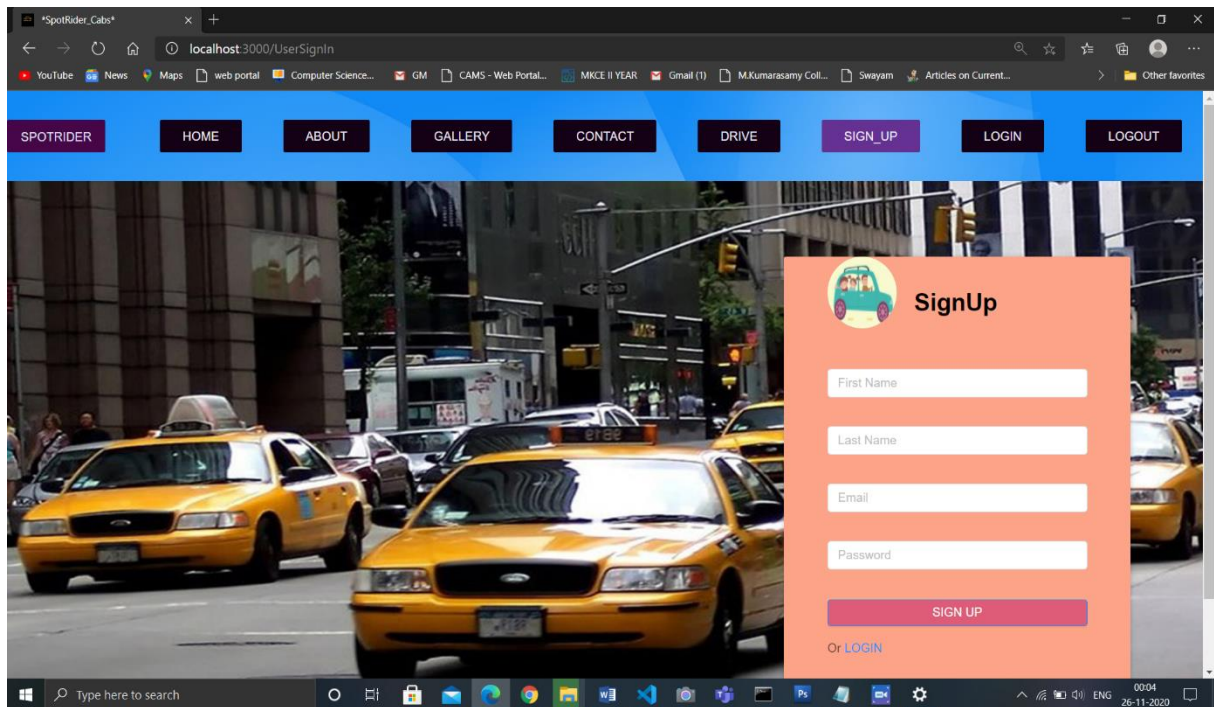 *SpotRider_Cabs*
localhost:3000/UserSignIn
YouTube News Maps web portal Computer Science... GM CAMS - Web Portal... MKCE II YEAR Gmail (1) M.Kumarasamy Coll... Swayam Articles on Current... Other favorites
SPOTRIDER HOME ABOUT GALLERY CONTACT DRIVE SIGN_UP LOGIN LOGOUT
SignUp
First Name
Last Name
Email
Password
SIGN UP
Or LOGIN
Type here to search
ENG
00:04
26-11-2020